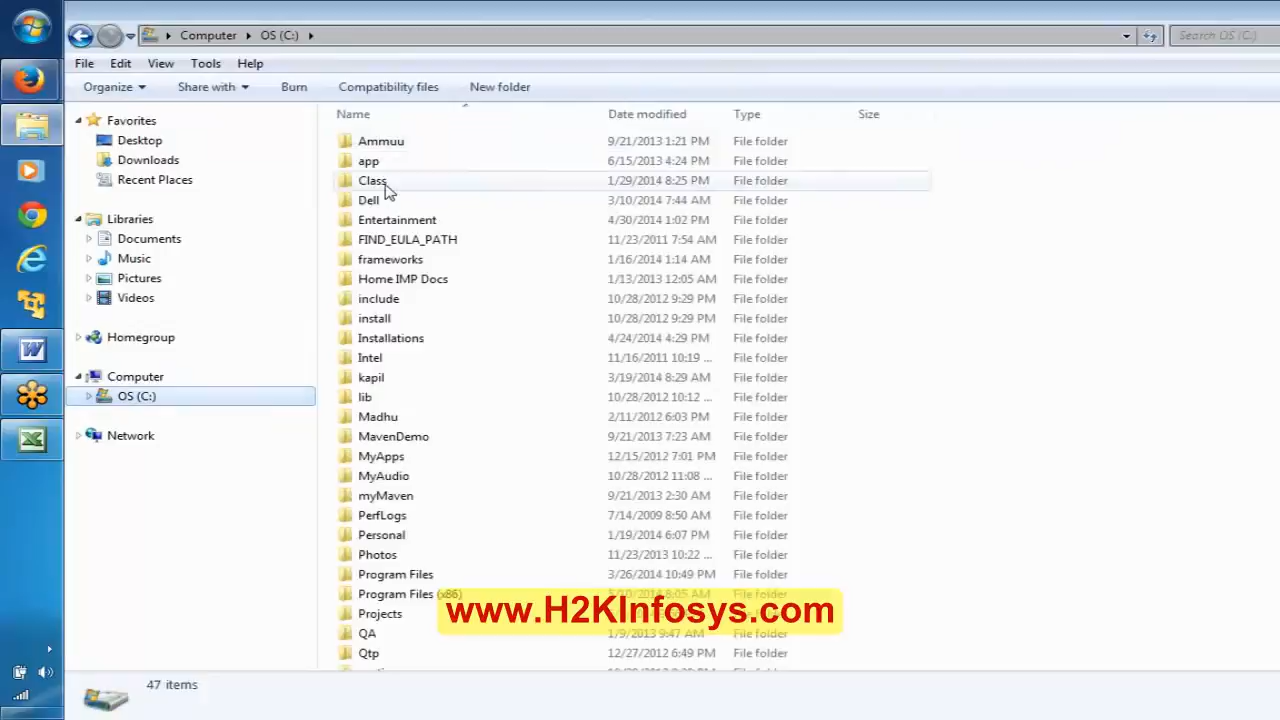 Computer OS (C:)
Search OS (C:)
File Edit View Tools Help
Organize Share with Burn Compatibility files New folder
Name Date modified Type Size
Favorites
Desktop
Downloads
Recent Places
Libraries
Documents
Music
Pictures
Videos
Homegroup
Computer
OS (C:)
Network
Ammuu 9/21/2013 1:21 PM File folder
app 6/15/2013 4:24 PM File folder
Class 1/29/2014 8:25 PM File folder
Dell 3/10/2014 7:44 AM File folder
Entertainment 4/30/2014 1:02 PM File folder
FIND_EULA_PATH 11/23/2011 7:54 AM File folder
frameworks 1/16/2014 1:14 AM File folder
Home IMP Docs 1/13/2013 12:05 AM File folder
include 10/28/2012 9:29 PM File folder
install 10/28/2012 9:29 PM File folder
Installations 4/24/2014 4:29 PM File folder
Intel 11/16/2011 10:19 ... File folder
kapil 3/19/2014 8:29 AM File folder
lib 10/28/2012 10:12 ... File folder
Madhu 2/11/2012 6:03 PM File folder
MavenDemo 9/21/2013 7:23 AM File folder
MyApps 12/15/2012 7:01 PM File folder
MyAudio 10/28/2012 11:08 ... File folder
myMaven 9/21/2013 2:30 AM File folder
PerfLogs 7/14/2009 8:50 AM File folder
Personal 1/19/2014 6:07 PM File folder
Photos 11/23/2013 10:22 ... File folder
Program Files 3/26/2014 10:49 PM File folder
Program Files (x86) 5/10/2014 8:05 AM File folder
Projects File folder
QA 1/9/2013 9:47 AM File folder
Qtp 12/27/2012 6:49 PM File folder
www.H2KInfosys.com
47 items